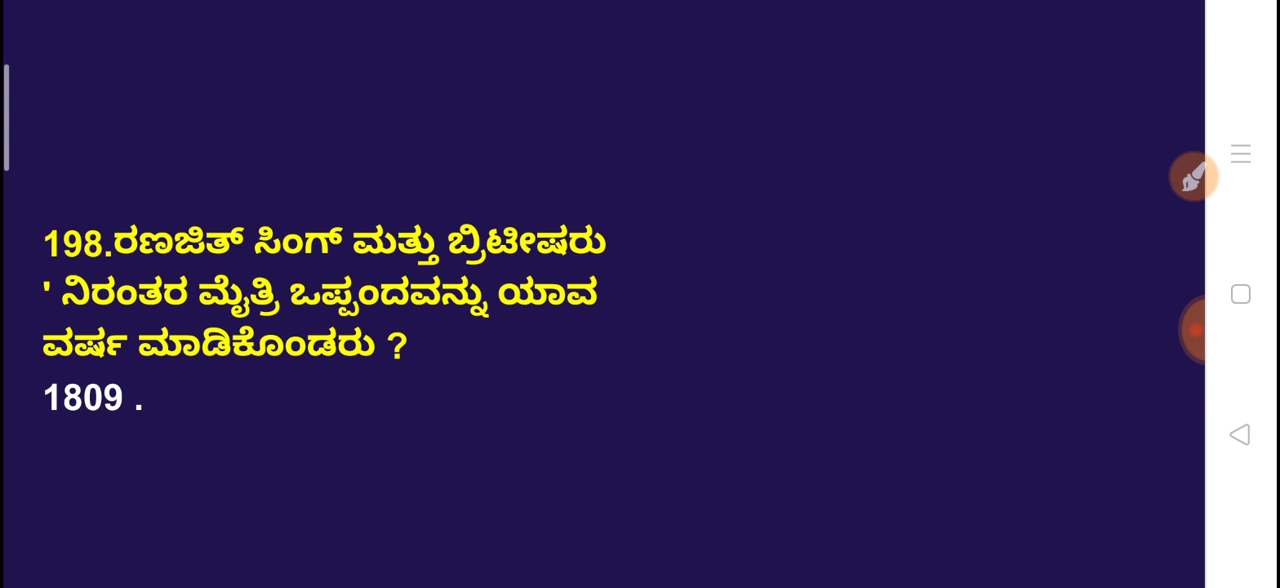 198.ರಣಜಿತ್ ಸಿಂಗ್ ಮತ್ತು ಬ್ರಿಟೀಷರು
' ನಿರಂತರ ಮೈತ್ರಿ ಒಪ್ಪಂದವನ್ನು ಯಾವ
ವರ್ಷ ಮಾಡಿಕೊಂಡರು ?
1809 .